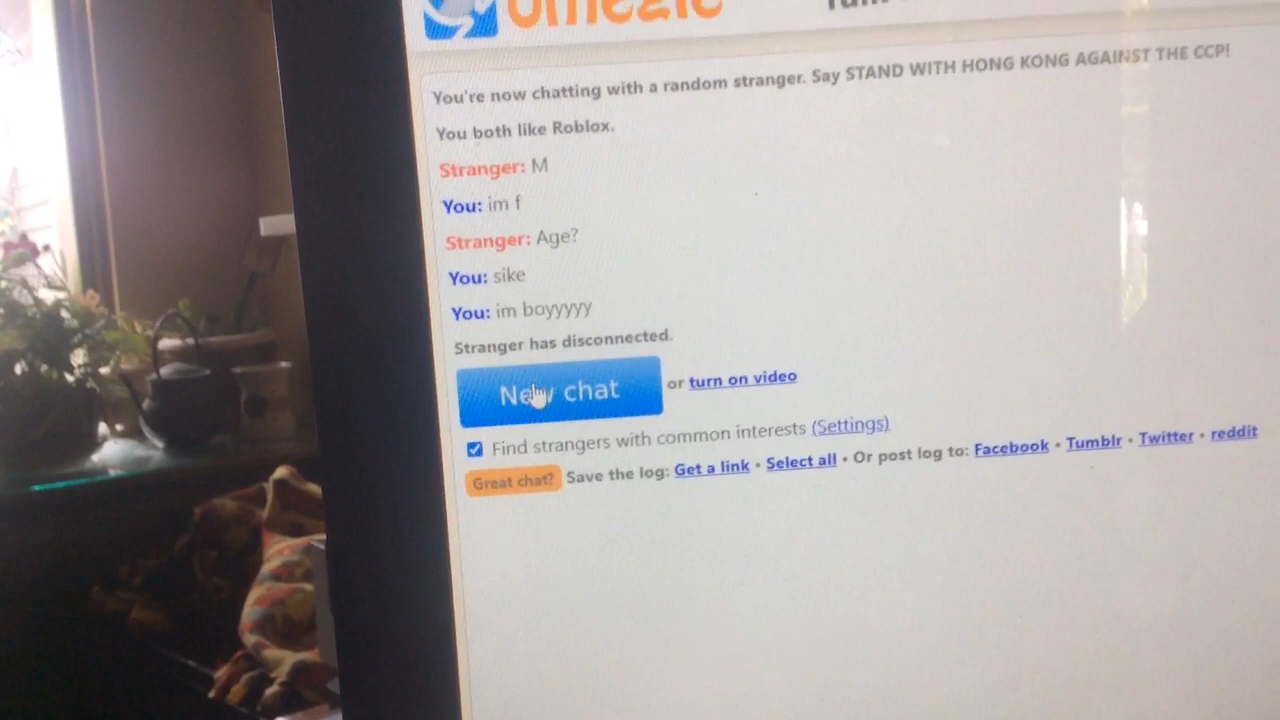 omegle
You're now chatting with a random stranger. Say STAND WITH HONG KONG AGAINST THE CCP!
You both like Roblox.
Stranger: M
You: im f
Stranger: Age?
You: sike
You: im boyyyyy
Stranger has disconnected.
New chat or turn on video
Find strangers with common interests (Settings)
Great chat? Save the log: Get a link • Select all • Or post log to: Facebook • Tumblr • Twitter • reddit